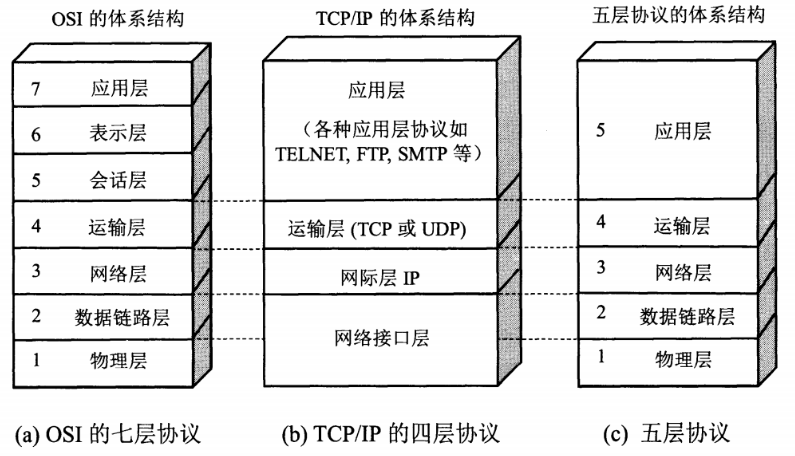 OSI 的体系结构
7 应用层
6 表示层
5 会话层
4 运输层
3 网络层
2 数据链路层
1 物理层
(a) OSI 的七层协议
TCP/IP 的体系结构
应用层
（各种应用层协议如
TELNET, FTP, SMTP 等）
运输层 (TCP 或 UDP)
网际层 IP
网络接口层
(b) TCP/IP 的四层协议
五层协议的体系结构
5 应用层
4 运输层
3 网络层
2 数据链路层
1 物理层
(c) 五层协议